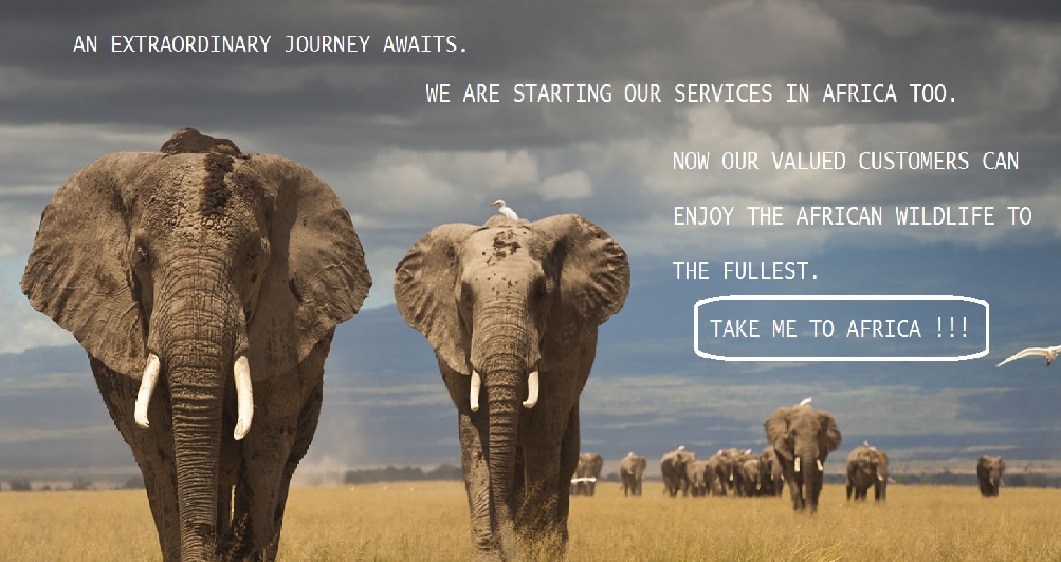 AN EXTRAORDINARY JOURNEY AWAITS.
WE ARE STARTING OUR SERVICES IN AFRICA TOO.
NOW OUR VALUED CUSTOMERS CAN
ENJOY THE AFRICAN WILDLIFE TO
THE FULLEST.
TAKE ME TO AFRICA !!!